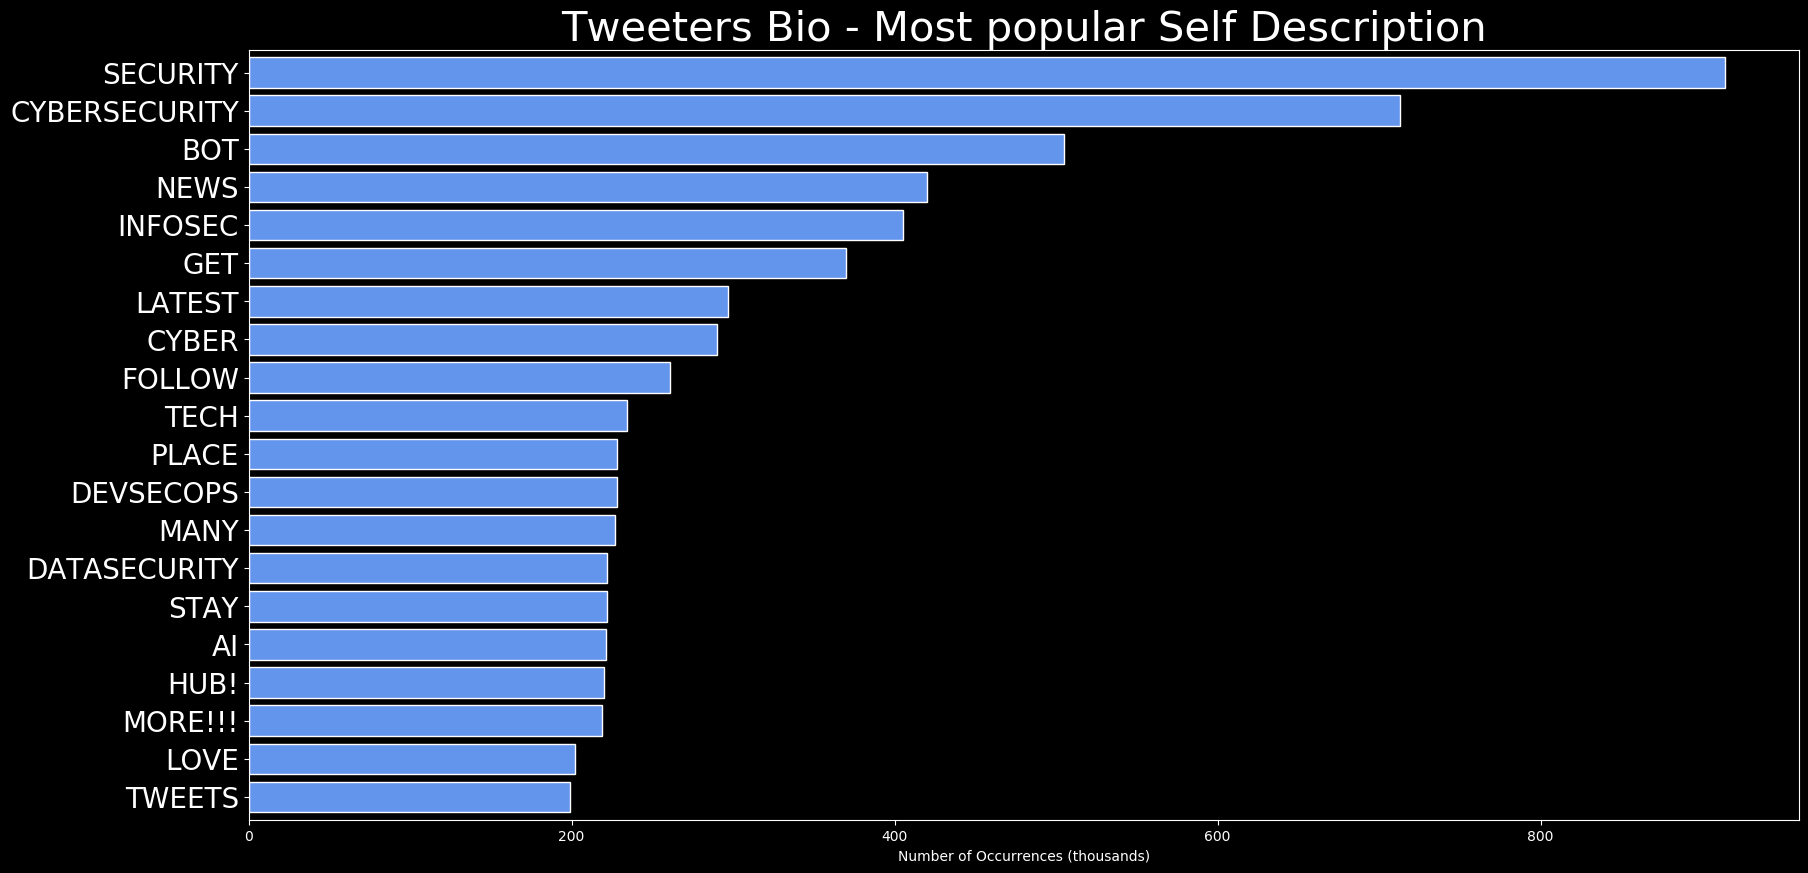 Tweeters Bio - Most popular Self Description
SECURITY
CYBERSECURITY
BOT
NEWS
INFOSEC
GET
LATEST
CYBER
FOLLOW
TECH
PLACE
DEVSECOPS
MANY
DATASECURITY
STAY
AI
HUB!
MORE!!!
LOVE
TWEETS
0 200 400 600 800
Number of Occurrences (thousands)